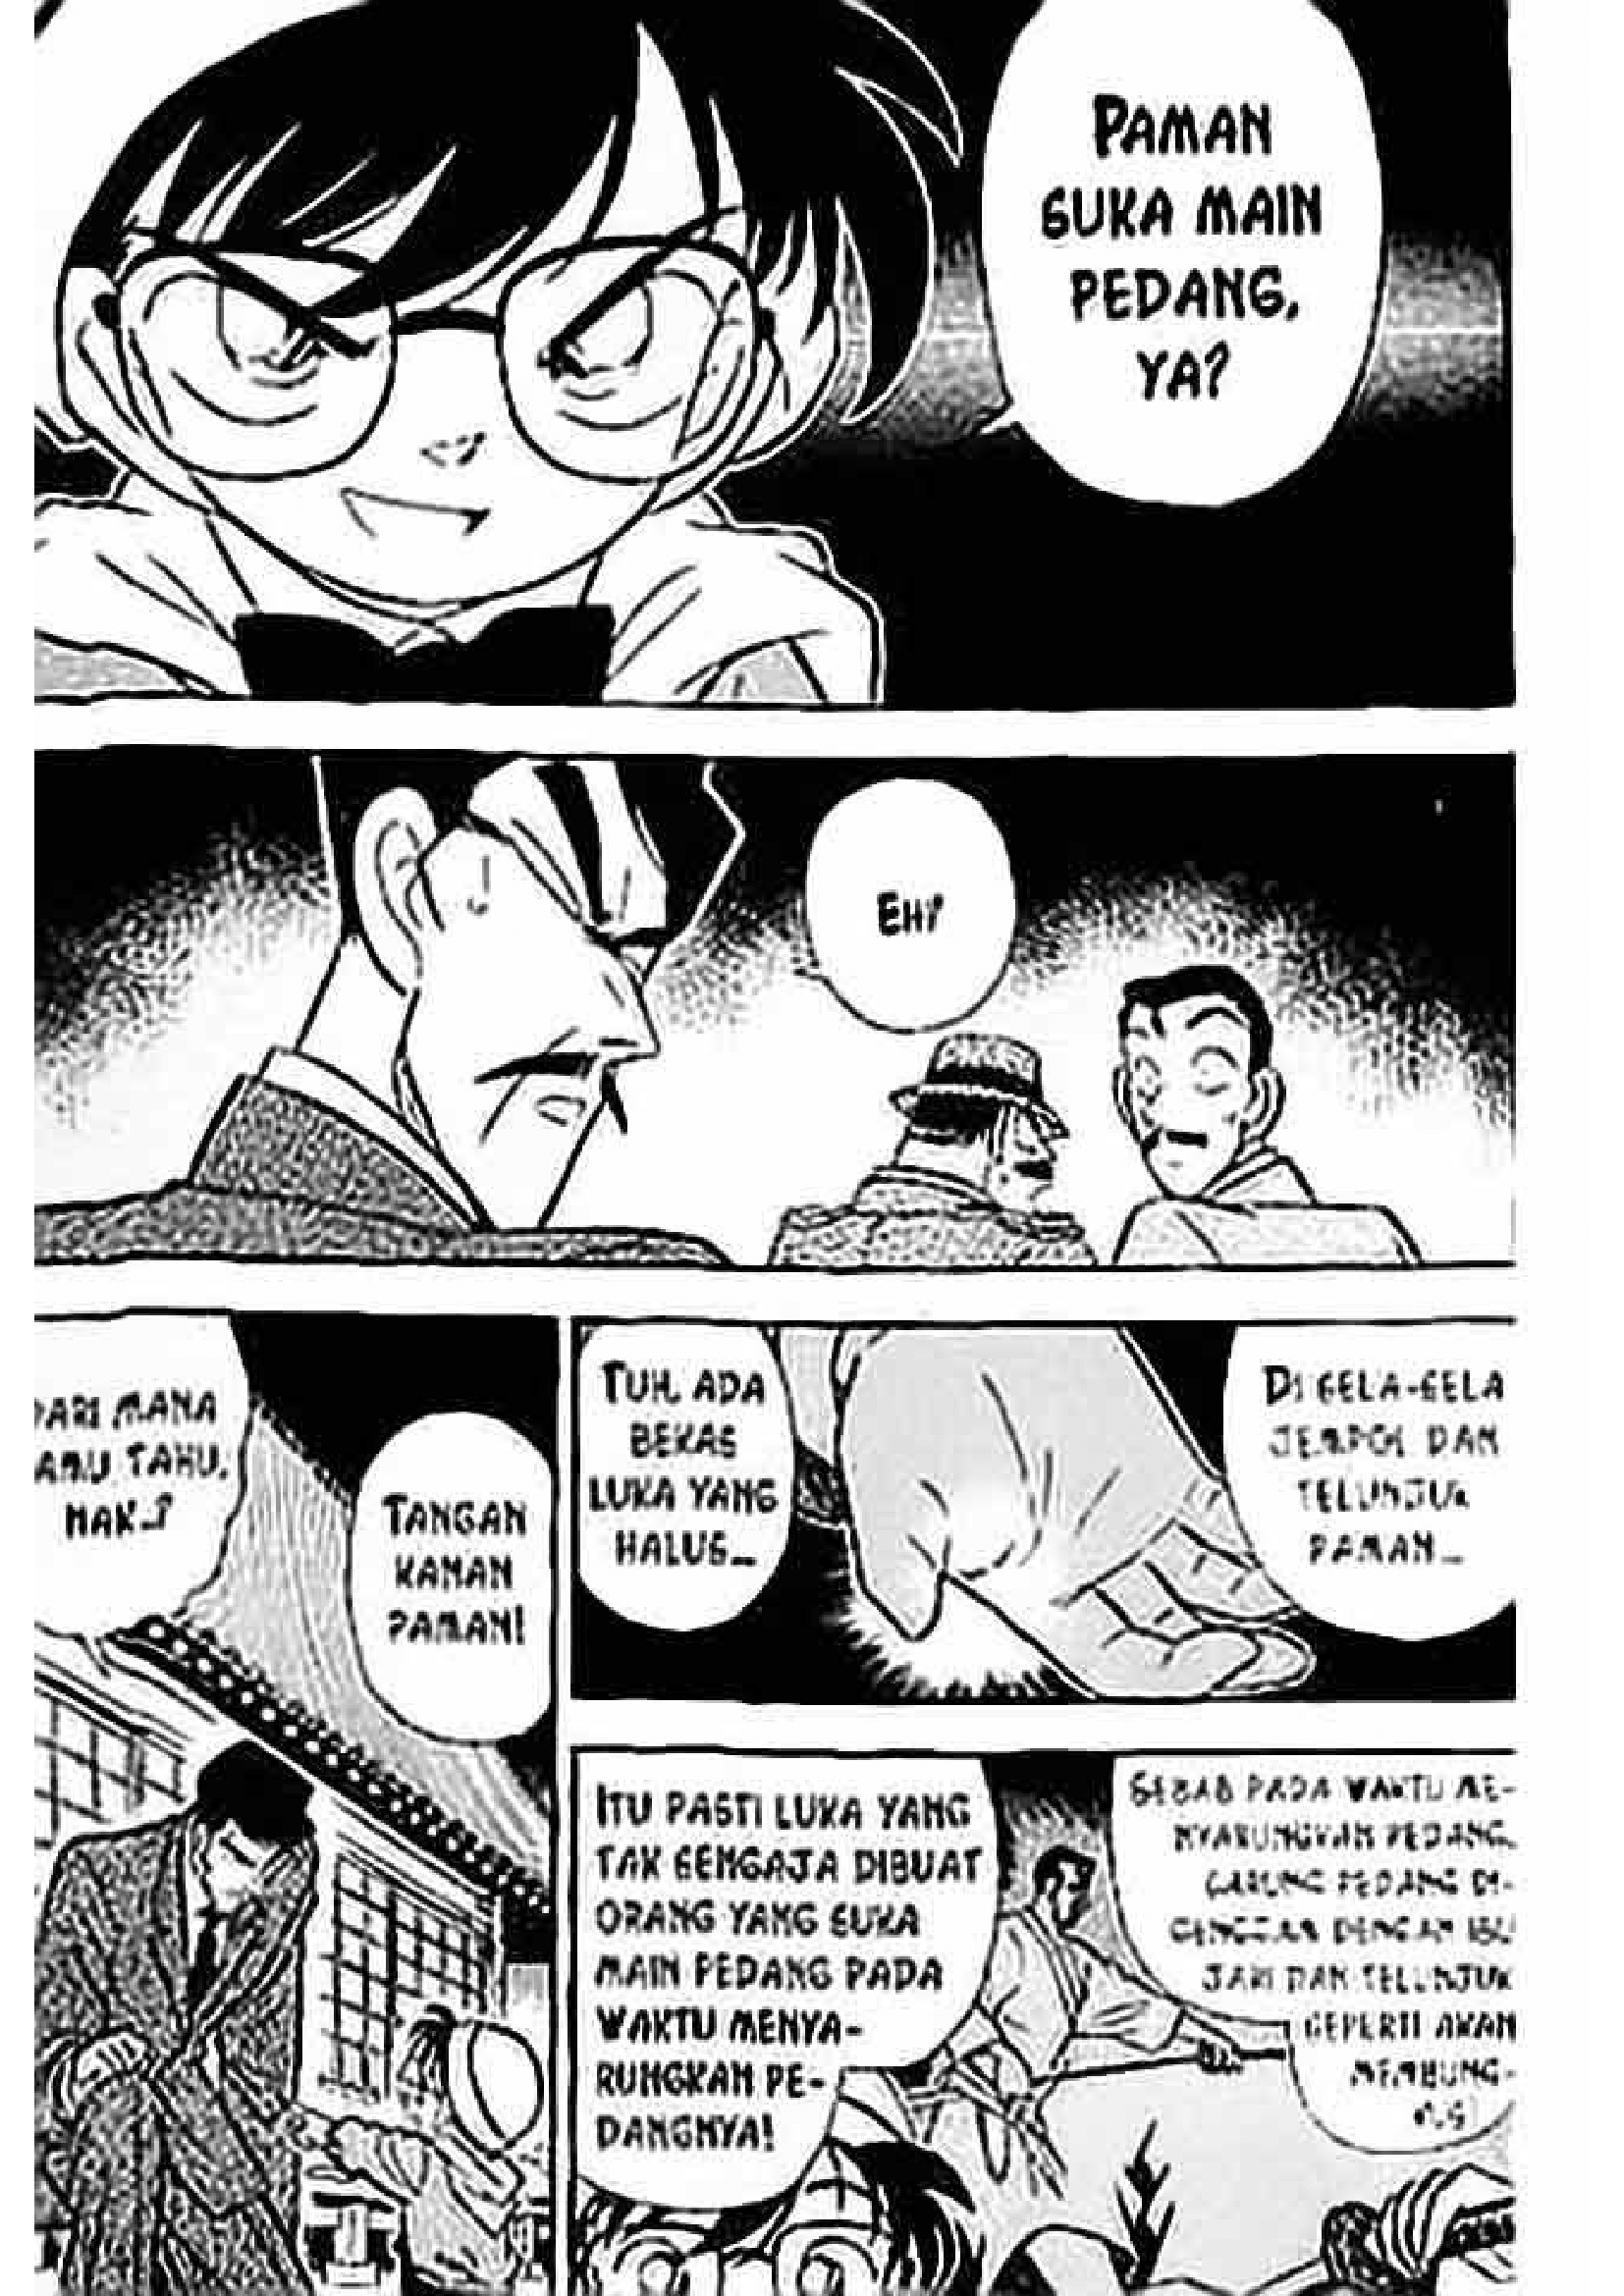 PAMAN
SUKA MAIN
PEDANG,
YA?
EH?
DARI MANA
KAMU TAHU,
NAK..?
TANGAN
KANAN
PAMAN!
TUH, ADA
BEKAS
LUKA YANG
HALUS...
DI SELA-SELA
JEMPOL DAN
TELUNJUK
PAMAN...
ITU PASTI LUKA YANG
TAK SENGAJA DIBUAT
ORANG YANG SUKA
MAIN PEDANG PADA
WAKTU MENYA-
RUNGKAN PE-
DANGNYA!
SEBAB PADA WAKTU ME-
NYARUNGKAN PEDANG,
SARUNG PEDANG DI-
GENGGAM DENGAN IBU
JARI DAN TELUNJUK
SEPERTI AKAN
MEMBUNG-